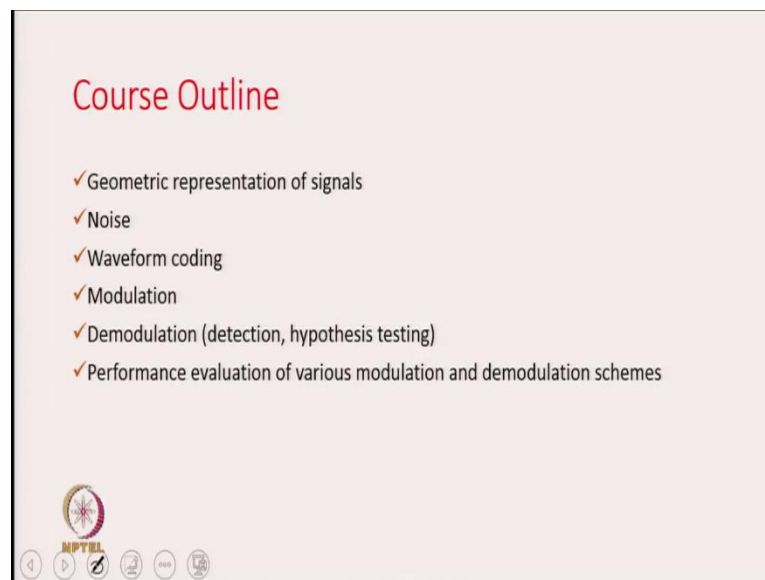 Course Outline
✓Geometric representation of signals
✓Noise
✓Waveform coding
✓Modulation
✓Demodulation (detection, hypothesis testing)
✓Performance evaluation of various modulation and demodulation schemes
NPTEL